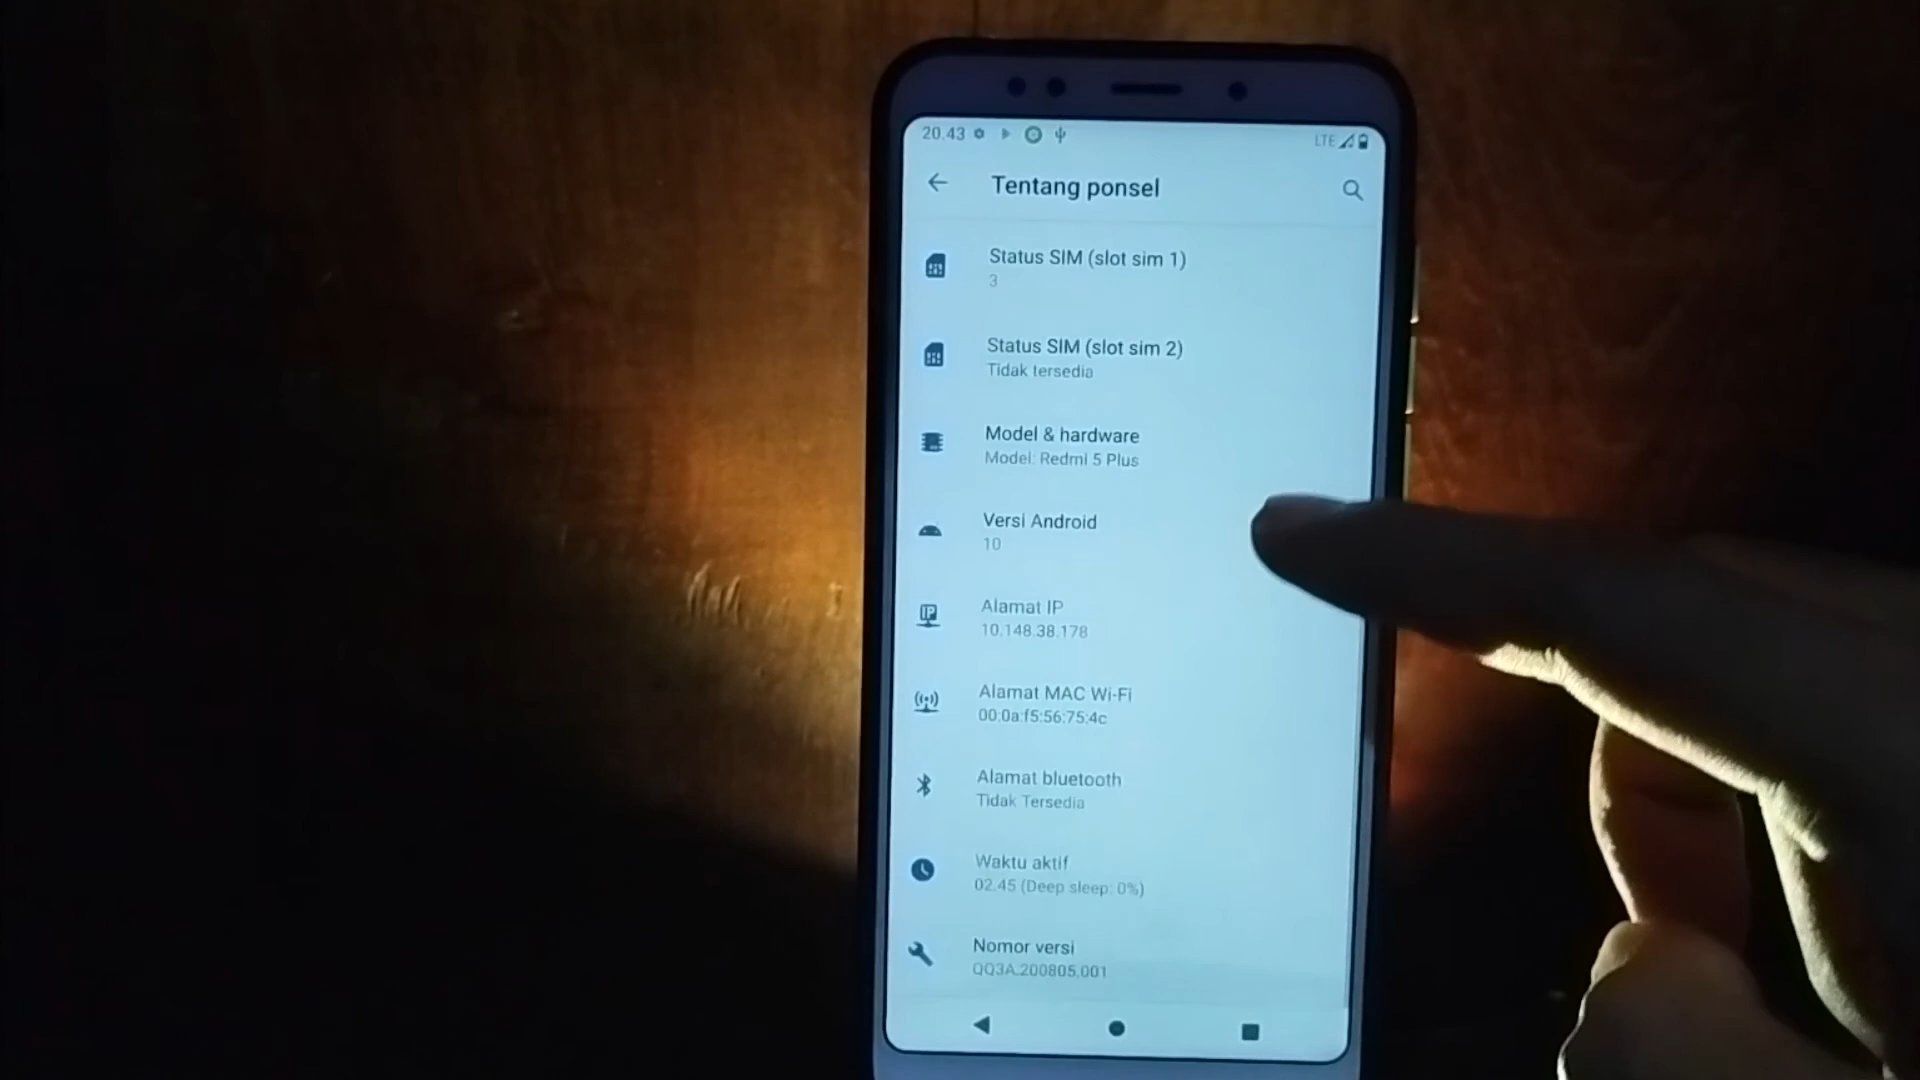 20.43
LTE
Tentang ponsel
Status SIM (slot sim 1)
3
Status SIM (slot sim 2)
Tidak tersedia
Model & hardware
Model: Redmi 5 Plus
Versi Android
10
IP
Alamat IP
10.148.38.178
Alamat MAC Wi-Fi
00:0a:f5:56:75:4c
Alamat bluetooth
Tidak Tersedia
Waktu aktif
02.45 (Deep sleep: 0%)
Nomor versi
QQ3A.200805.001